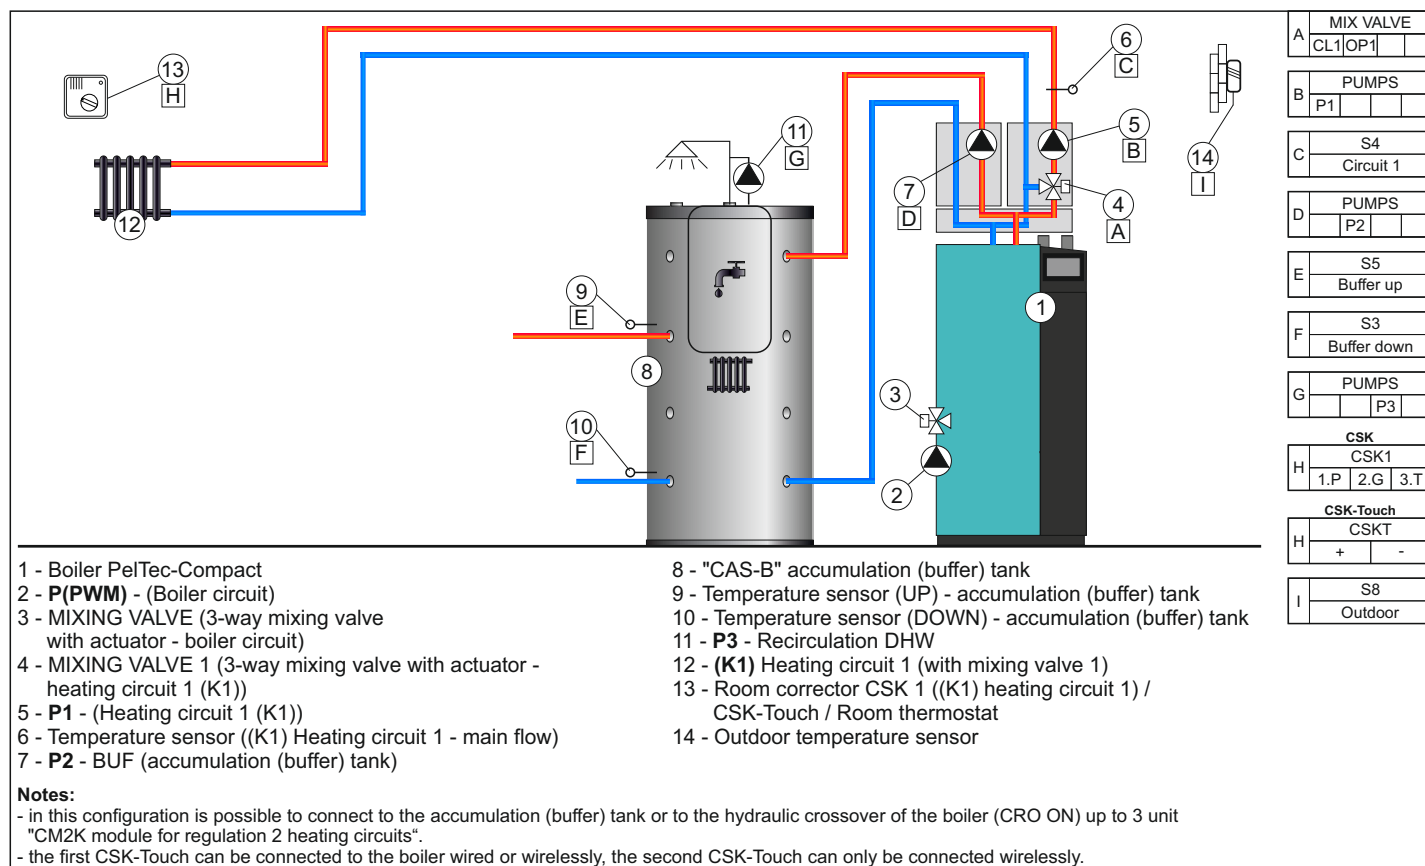 13
H
12
11
G
6
C
5
B
7
D
4
A
14
I
9
E
8
10
F
3
2
1
A
MIX VALVE
CL1 OP1
B
PUMPS
P1
C
S4
Circuit 1
D
PUMPS
P2
E
S5
Buffer up
F
S3
Buffer down
G
PUMPS
P3
CSK
H
CSK1
1.P 2.G 3.T
CSK-Touch
H
CSKT
+ -
I
S8
Outdoor
1 - Boiler PelTec-Compact
2 - P(PWM) - (Boiler circuit)
3 - MIXING VALVE (3-way mixing valve
with actuator - boiler circuit)
4 - MIXING VALVE 1 (3-way mixing valve with actuator -
heating circuit 1 (K1))
5 - P1 - (Heating circuit 1 (K1))
6 - Temperature sensor ((K1) Heating circuit 1 - main flow)
7 - P2 - BUF (accumulation (buffer) tank)
8 - "CAS-B" accumulation (buffer) tank
9 - Temperature sensor (UP) - accumulation (buffer) tank
10 - Temperature sensor (DOWN) - accumulation (buffer) tank
11 - P3 - Recirculation DHW
12 - (K1) Heating circuit 1 (with mixing valve 1)
13 - Room corrector CSK 1 ((K1) heating circuit 1) /
CSK-Touch / Room thermostat
14 - Outdoor temperature sensor
Notes:
- in this configuration is possible to connect to the accumulation (buffer) tank or to the hydraulic crossover of the boiler (CRO ON) up to 3 unit
"CM2K module for regulation 2 heating circuits“.
- the first CSK-Touch can be connected to the boiler wired or wirelessly, the second CSK-Touch can only be connected wirelessly.